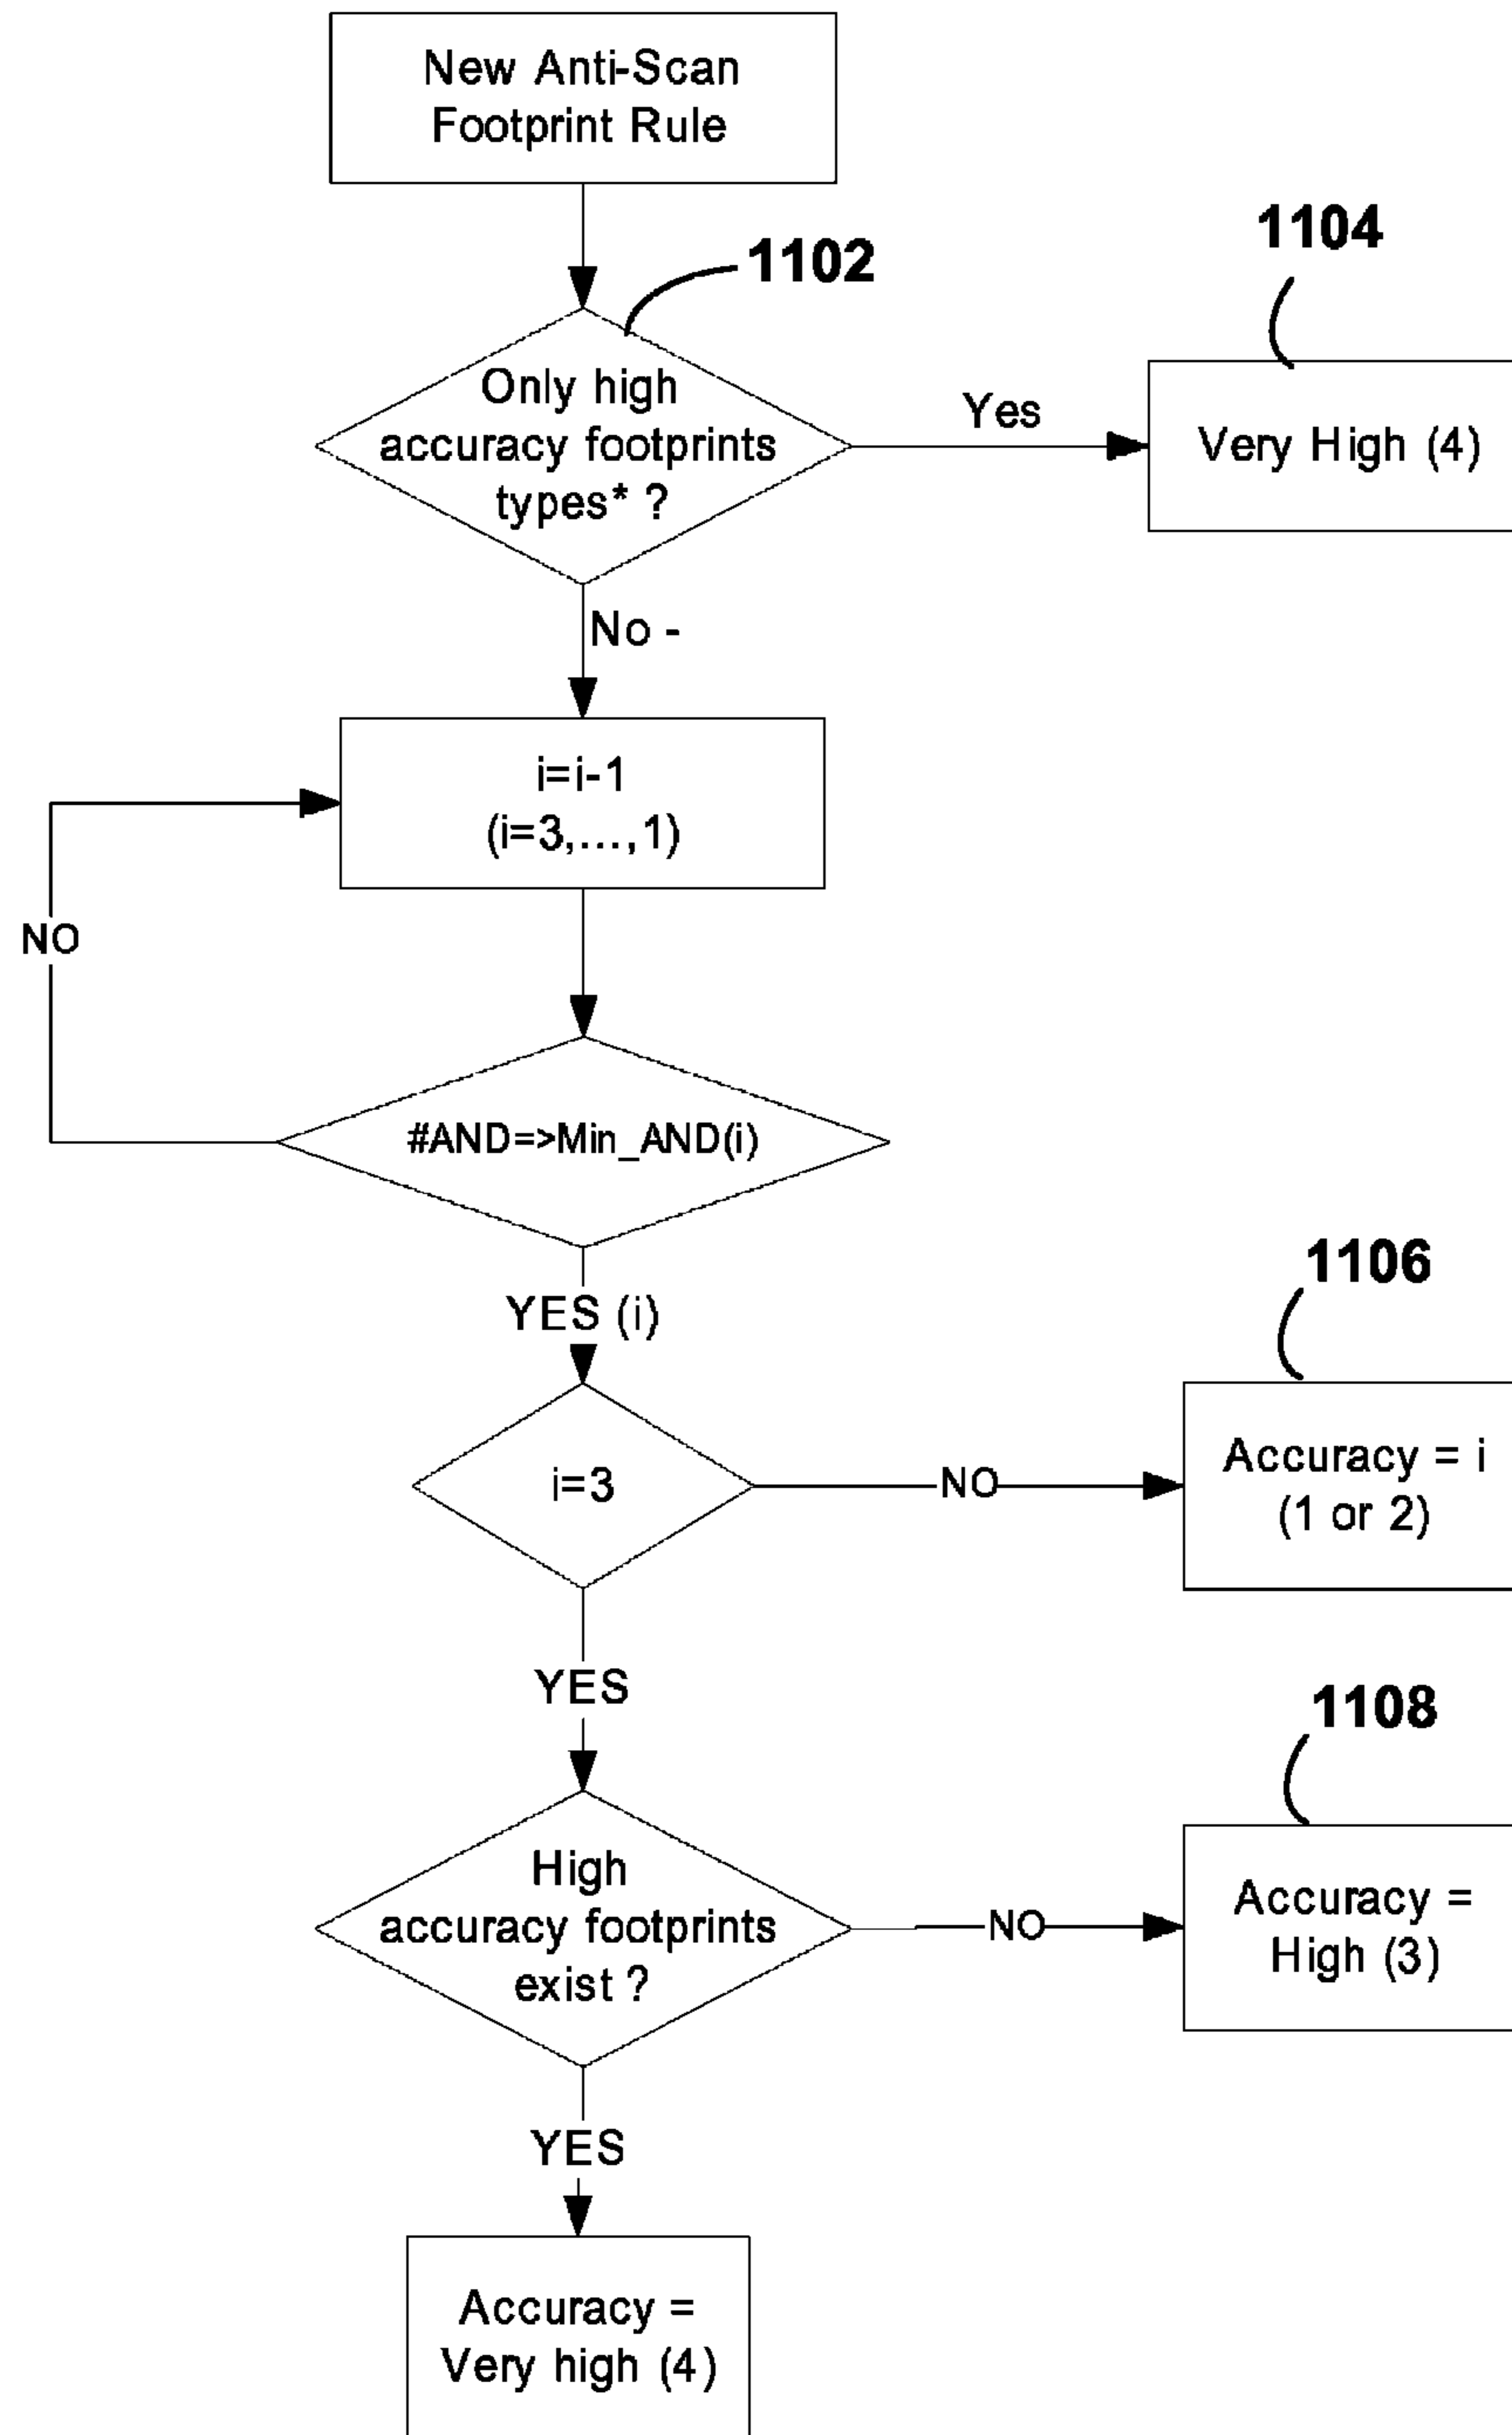 New Anti-Scan
Footprint Rule
1102
1104
Only high
accuracy footprints
types* ?
Yes
Very High (4)
No -
i=i-1
(i=3,...,1)
NO
#AND=>Min_AND(i)
YES (i)
1106
i=3
NO
Accuracy = i
(1 or 2)
YES
1108
High
accuracy footprints
exist ?
NO
Accuracy =
High (3)
YES
Accuracy =
Very high (4)